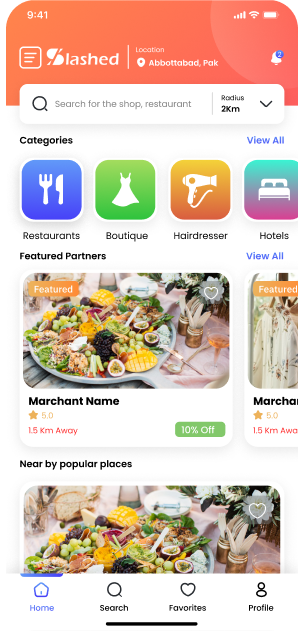 9:41
Slashed
Location
Abbottabad, Pak
2
Search for the shop, restaurant
Radius
2Km
Categories
View All
Restaurants
Boutique
Hairdresser
Hotels
Featured Partners
View All
Featured
Marchant Name
5.0
1.5 Km Away
10% Off
Featured
Marchan
5.0
1.5 Km Awa
Near by popular places
Home
Search
Favorites
Profile